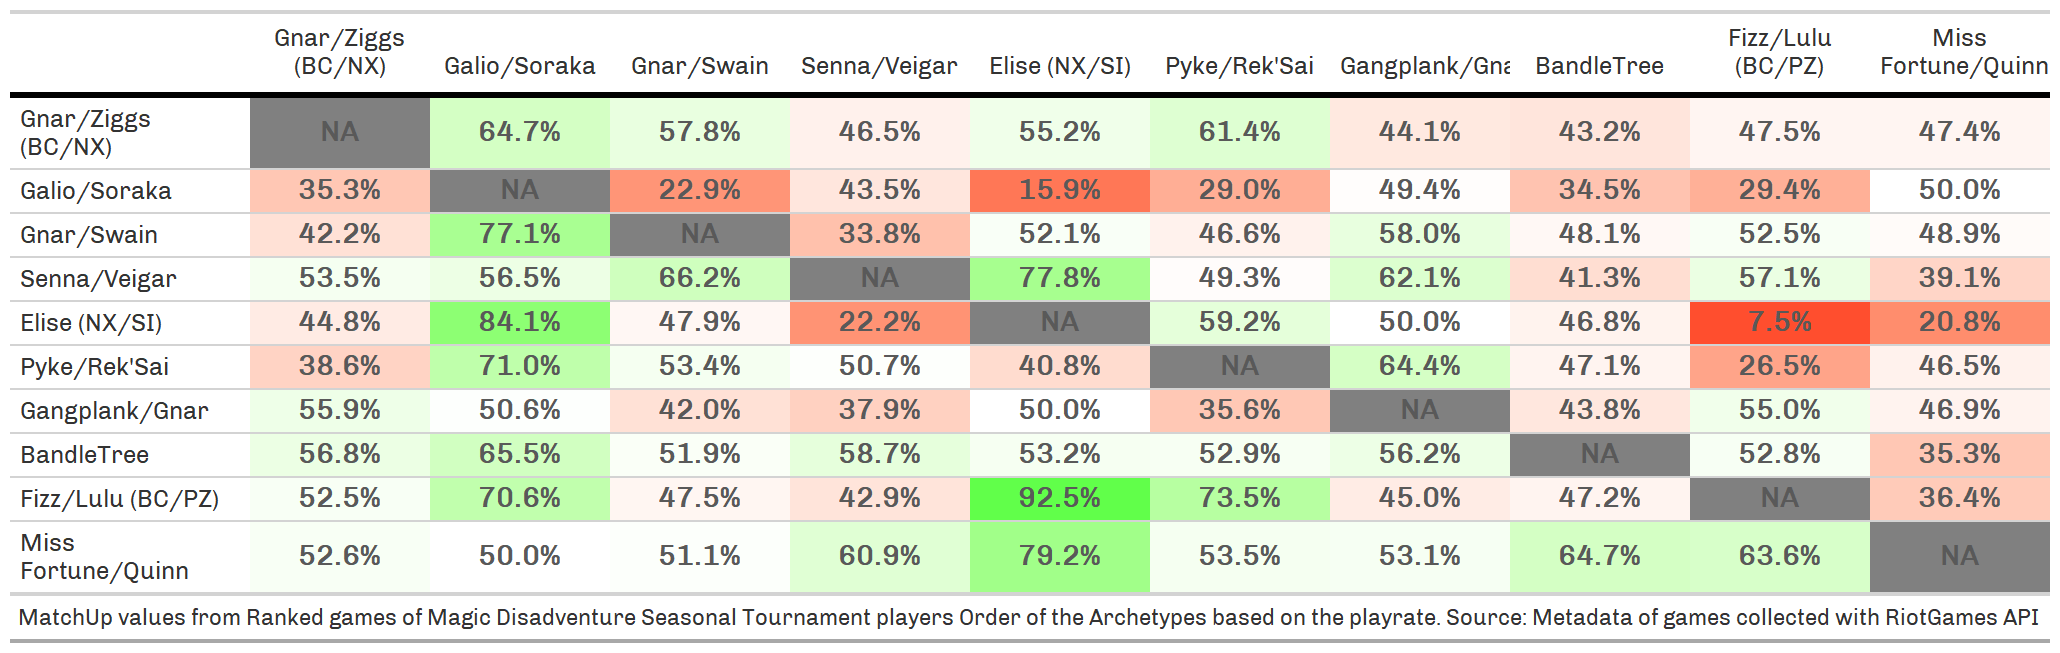 Gnar/Ziggs (BC/NX) Galio/Soraka Gnar/Swain Senna/Veigar Elise (NX/SI) Pyke/Rek'Sai Gangplank/Gna BandleTree Fizz/Lulu (BC/PZ) Miss Fortune/Quinn
Gnar/Ziggs (BC/NX) NA 64.7% 57.8% 46.5% 55.2% 61.4% 44.1% 43.2% 47.5% 47.4%
Galio/Soraka 35.3% NA 22.9% 43.5% 15.9% 29.0% 49.4% 34.5% 29.4% 50.0%
Gnar/Swain 42.2% 77.1% NA 33.8% 52.1% 46.6% 58.0% 48.1% 52.5% 48.9%
Senna/Veigar 53.5% 56.5% 66.2% NA 77.8% 49.3% 62.1% 41.3% 57.1% 39.1%
Elise (NX/SI) 44.8% 84.1% 47.9% 22.2% NA 59.2% 50.0% 46.8% 7.5% 20.8%
Pyke/Rek'Sai 38.6% 71.0% 53.4% 50.7% 40.8% NA 64.4% 47.1% 26.5% 46.5%
Gangplank/Gnar 55.9% 50.6% 42.0% 37.9% 50.0% 35.6% NA 43.8% 55.0% 46.9%
BandleTree 56.8% 65.5% 51.9% 58.7% 53.2% 52.9% 56.2% NA 52.8% 35.3%
Fizz/Lulu (BC/PZ) 52.5% 70.6% 47.5% 42.9% 92.5% 73.5% 45.0% 47.2% NA 36.4%
Miss Fortune/Quinn 52.6% 50.0% 51.1% 60.9% 79.2% 53.5% 53.1% 64.7% 63.6% NA
MatchUp values from Ranked games of Magic Disadventure Seasonal Tournament players Order of the Archetypes based on the playrate. Source: Metadata of games collected with RiotGames API